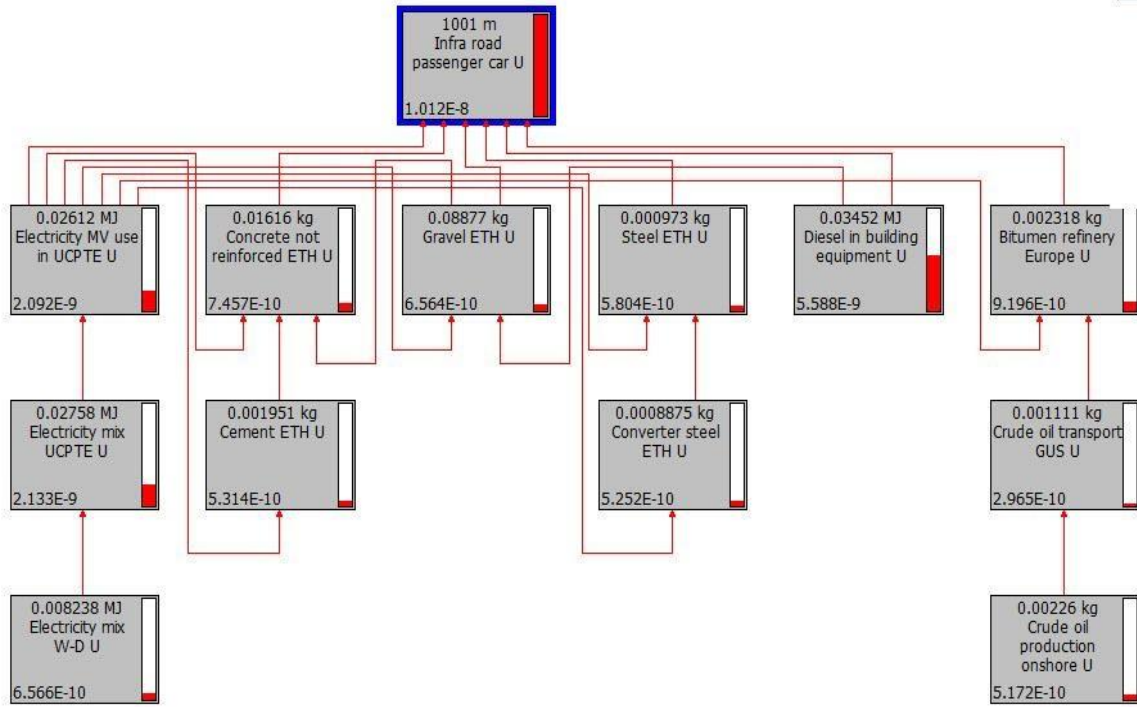 1001 m
Infra road
passenger car U
1.012E-8
0.02612 MJ
Electricity MV use
in UCPTE U
2.092E-9
0.01616 kg
Concrete not
reinforced ETH U
7.457E-10
0.08877 kg
Gravel ETH U
6.564E-10
0.000973 kg
Steel ETH U
5.804E-10
0.03452 MJ
Diesel in building
equipment U
5.588E-9
0.002318 kg
Bitumen refinery
Europe U
9.196E-10
0.02758 MJ
Electricity mix
UCPTE U
2.133E-9
0.001951 kg
Cement ETH U
5.314E-10
0.0008875 kg
Converter steel
ETH U
5.252E-10
0.001111 kg
Crude oil transport
GUS U
2.965E-10
0.008238 MJ
Electricity mix
W-D U
6.566E-10
0.00226 kg
Crude oil
production
onshore U
5.172E-10